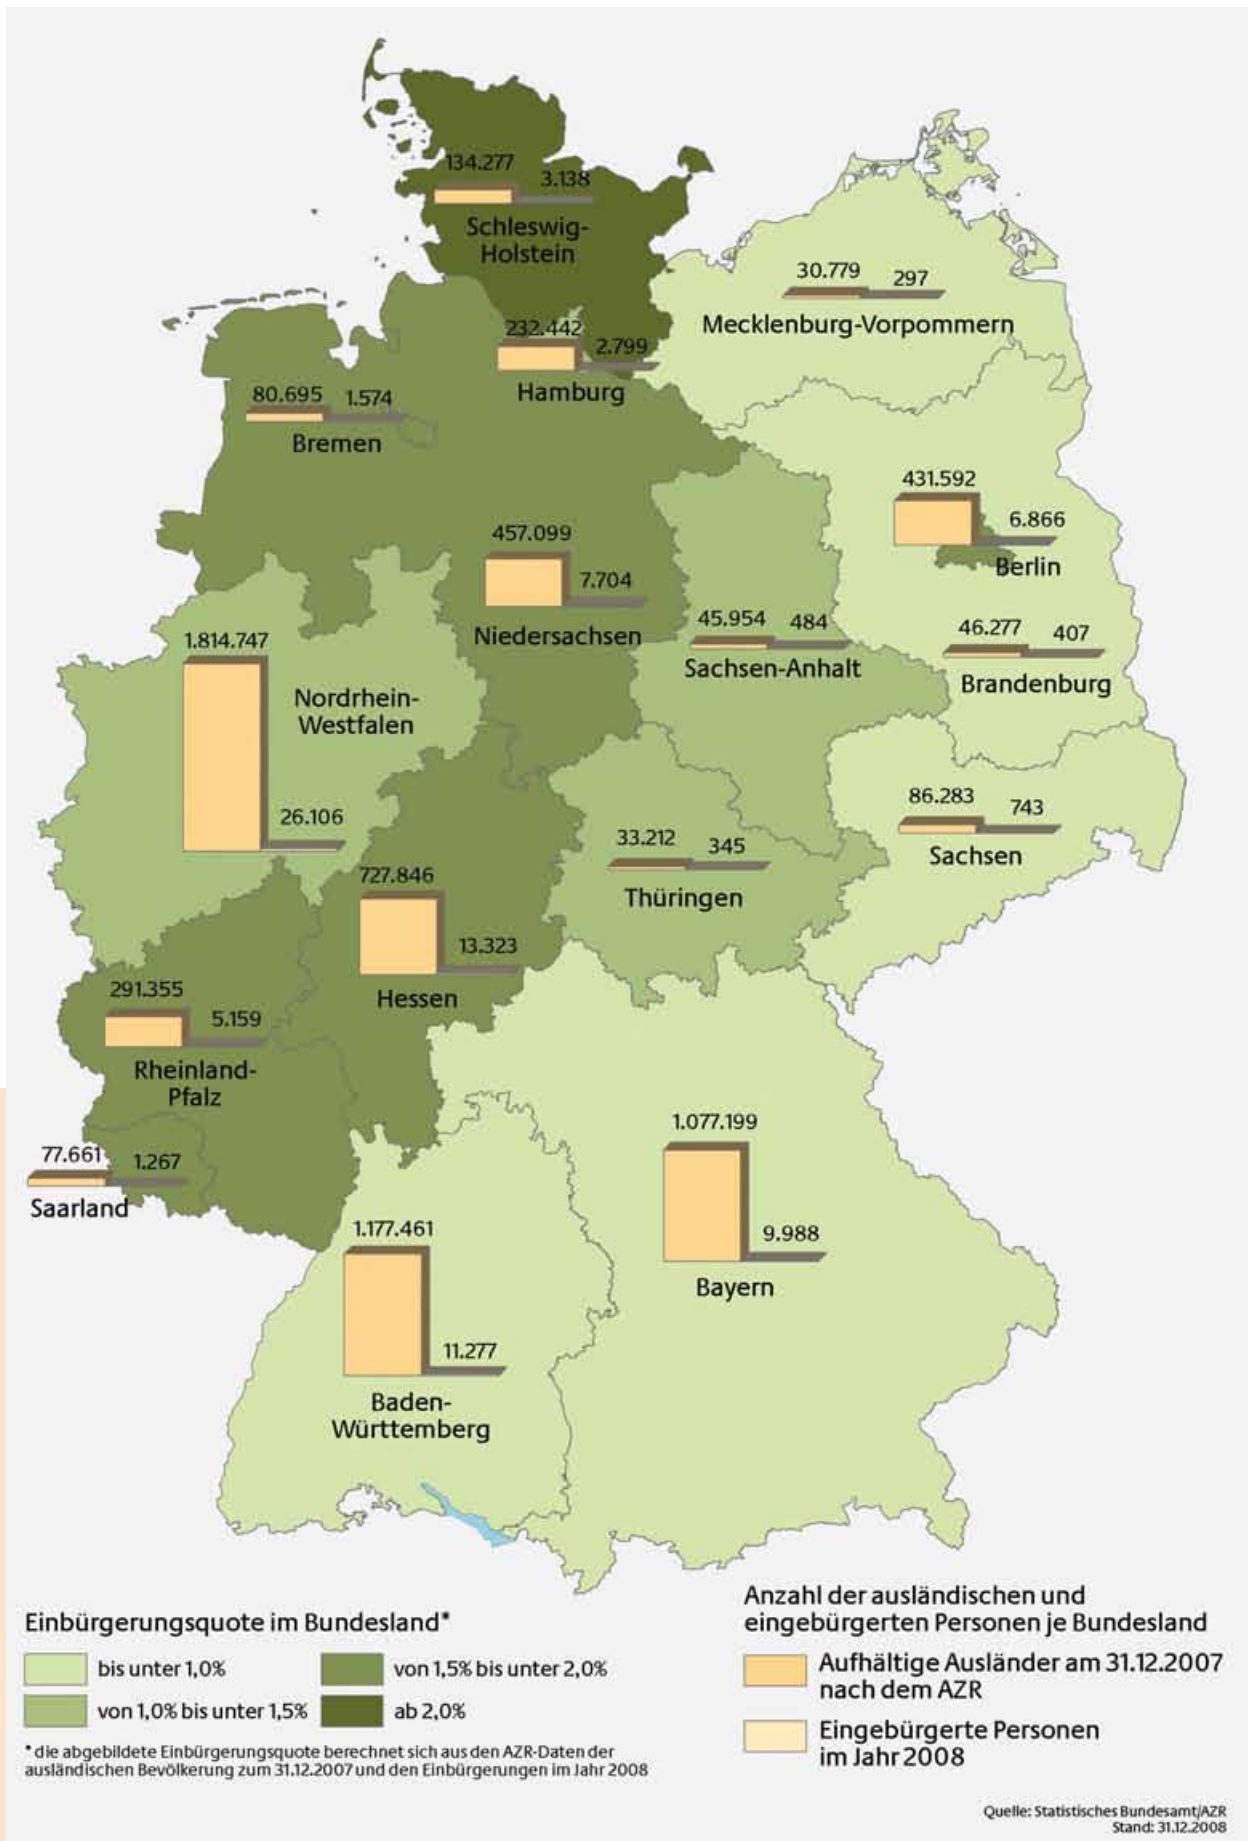 134.277
3.138
Schleswig-
Holstein
30.779
297
Mecklenburg-Vorpommern
232.442
2.799
Hamburg
80.695
1.574
Bremen
431.592
6.866
Berlin
457.099
7.704
Niedersachsen
45.954
484
Sachsen-Anhalt
46.277
407
Brandenburg
1.814.747
Nordrhein-
Westfalen
26.106
86.283
743
Sachsen
33.212
345
Thüringen
727.846
13.323
Hessen
291.355
5.159
Rheinland-
Pfalz
77.661
1.267
Saarland
1.077.199
9.988
Bayern
1.177.461
11.277
Baden-
Württemberg
Einbürgerungsquote im Bundesland*
bis unter 1,0%
von 1,0% bis unter 1,5%
von 1,5% bis unter 2,0%
ab 2,0%
* die abgebildete Einbürgerungsquote berechnet sich aus den AZR-Daten der
ausländischen Bevölkerung zum 31.12.2007 und den Einbürgerungen im Jahr 2008
Anzahl der ausländischen und
eingebürgerten Personen je Bundesland
Aufhältige Ausländer am 31.12.2007
nach dem AZR
Eingebürgerte Personen
im Jahr 2008
Quelle: Statistisches Bundesamt/AZR
Stand: 31.12.2008